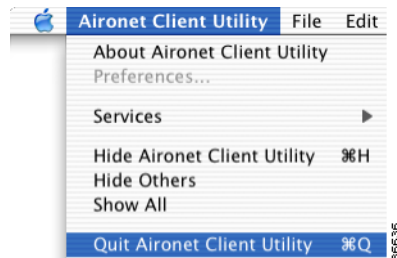 Aironet Client Utility File Edit
About Aironet Client Utility
Preferences...
Services
Hide Aironet Client Utility ⌘H
Hide Others
Show All
Quit Aironet Client Utility ⌘Q